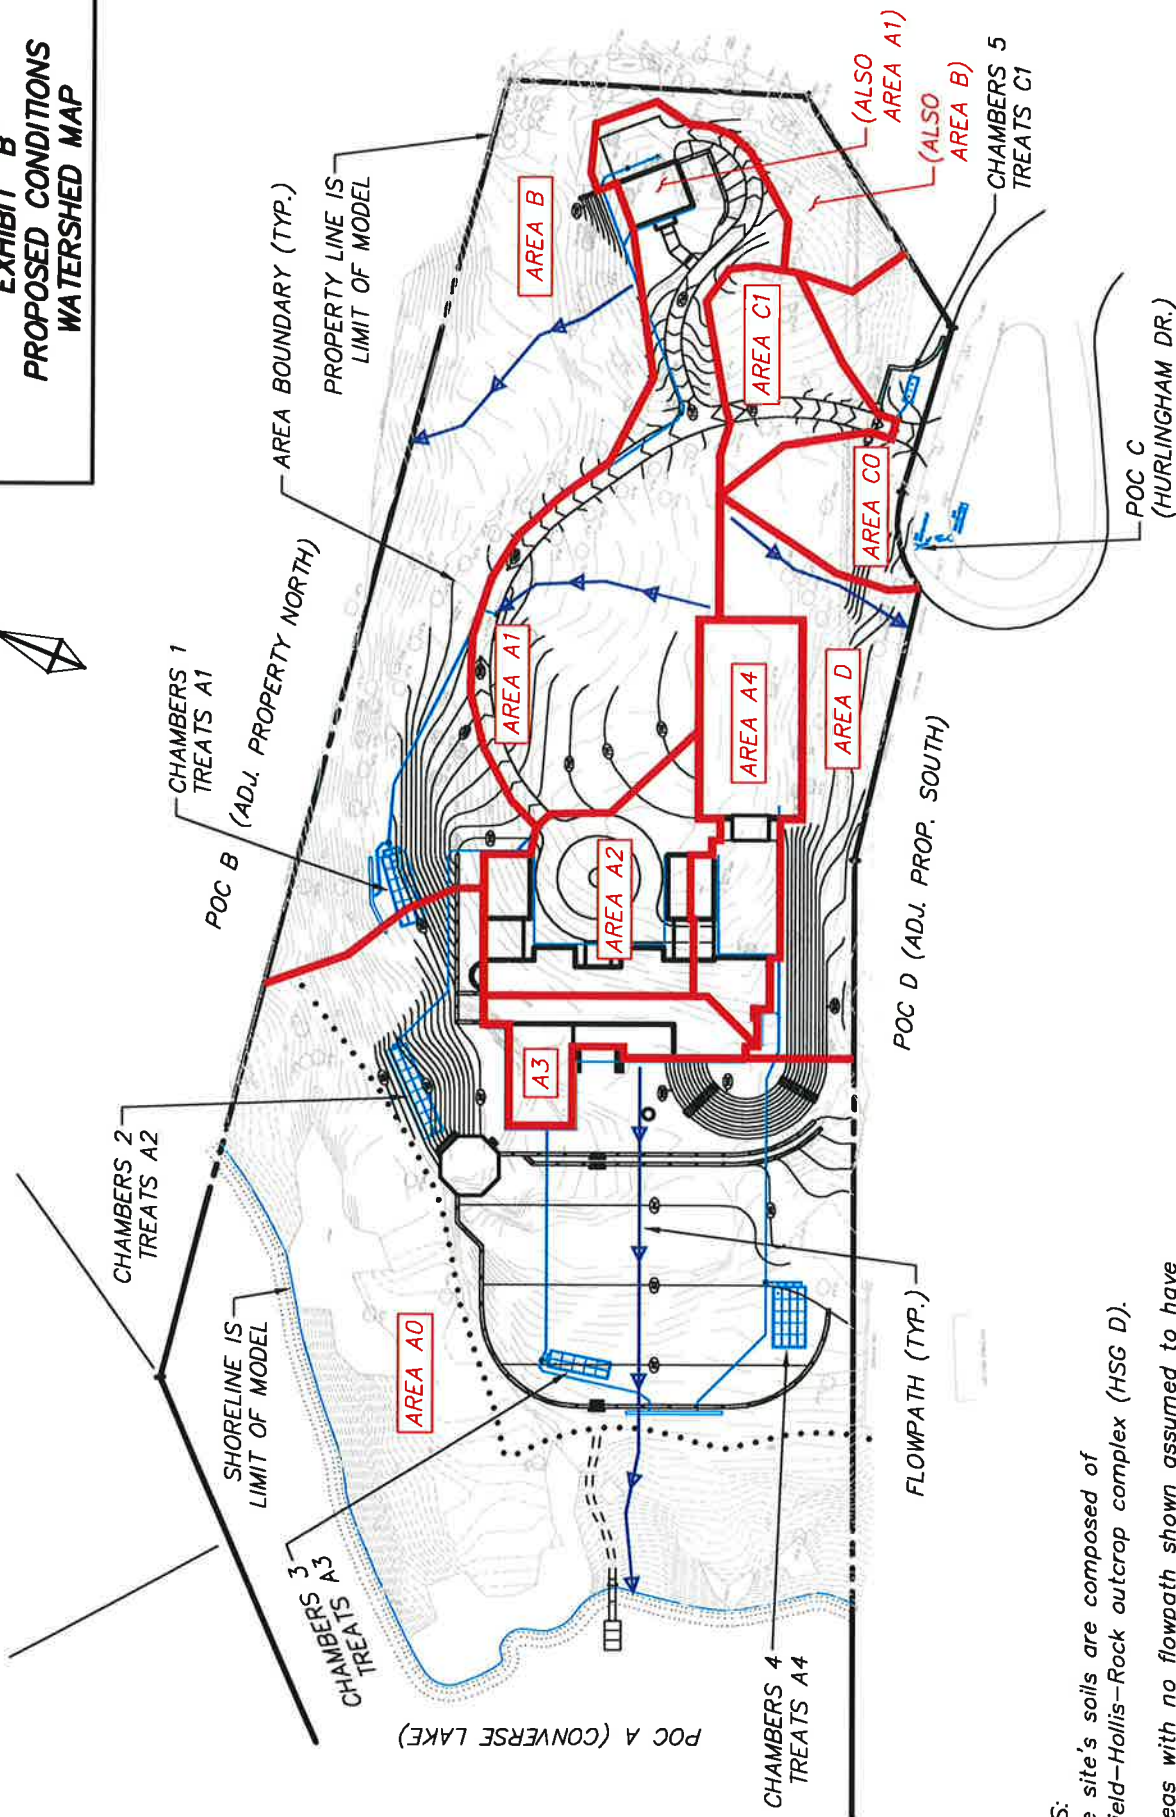 EXHIBIT "B"
PROPOSED CONDITIONS
WATERSHED MAP
PROPERTY LINE IS
LIMIT OF MODEL
AREA BOUNDARY (TYP.)
POC B (ADJ. PROPERTY NORTH)
CHAMBERS 1
TREATS A1
CHAMBERS 2
TREATS A2
SHORELINE IS
LIMIT OF MODEL
CHAMBERS 3
TREATS A3
POC A (CONVERSE LAKE)
CHAMBERS 4
TREATS A4
FLOWPATH (TYP.)
POC D (ADJ. PROP. SOUTH)
POC C
(HURLINGHAM DR.)
CHAMBERS 5
TREATS C1
(ALSO
AREA A1)
(ALSO
AREA B)
AREA B
AREA C1
AREA C0
AREA A1
AREA A4
AREA D
AREA A2
A3
AREA A0
S:
e site's soils are composed of
ield-Hollis-Rock outcrop complex (HSG D).
eas with no flowpath shown assumed to have